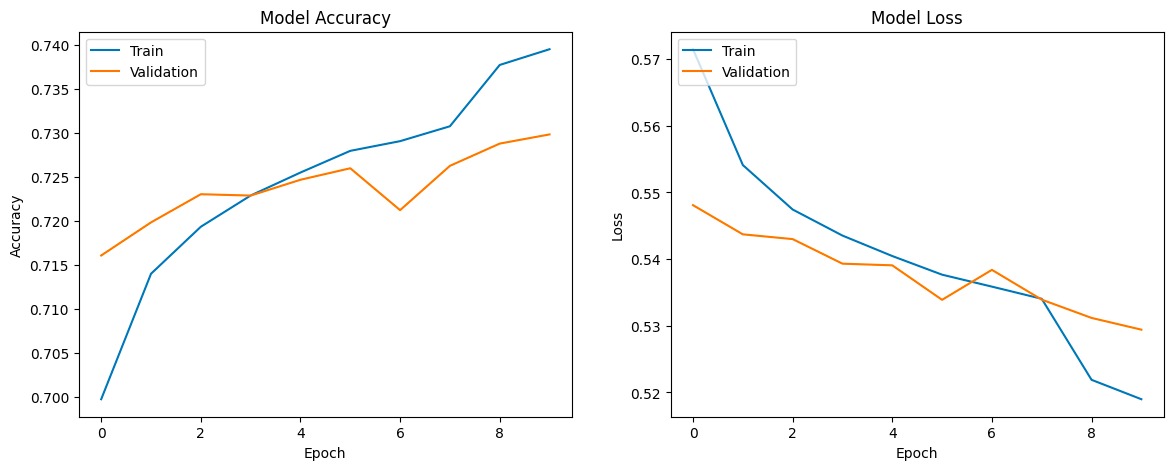 Model Accuracy
Train
Validation
0.740
0.735
0.730
0.725
0.720
0.715
0.710
0.705
0.700
Accuracy
0
2
4
6
8
Epoch
Model Loss
Train
Validation
0.57
0.56
0.55
0.54
0.53
0.52
Loss
0
2
4
6
8
Epoch